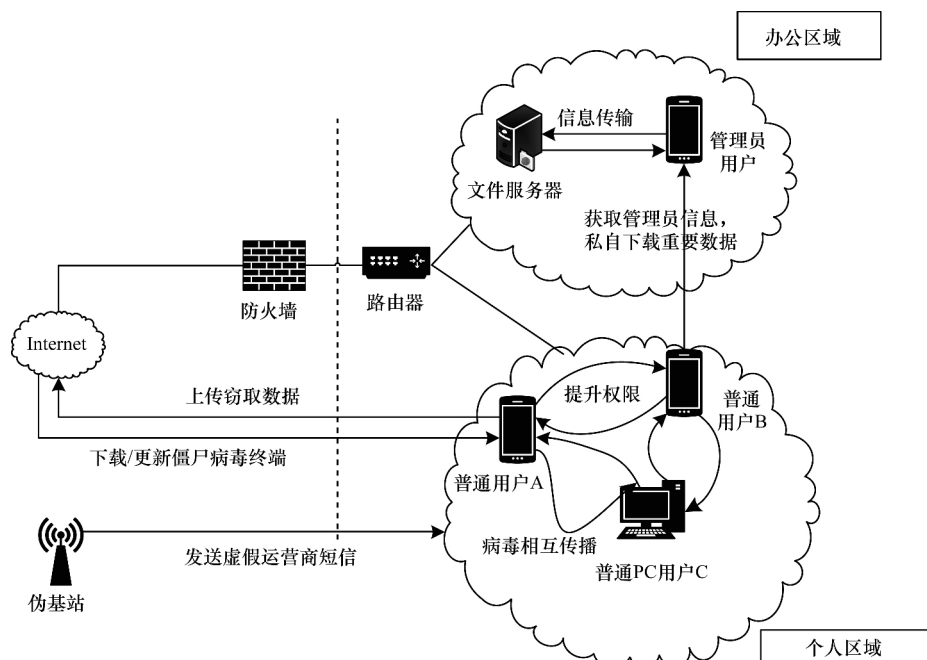 办公区域
信息传输
管理员
用户
文件服务器
获取管理员信息，
私自下载重要数据
防火墙
路由器
Internet
上传窃取数据
提升权限
普通
用户B
下载/更新僵尸病毒终端
普通用户A
病毒相互传播
发送虚假运营商短信
普通PC用户C
伪基站
个人区域